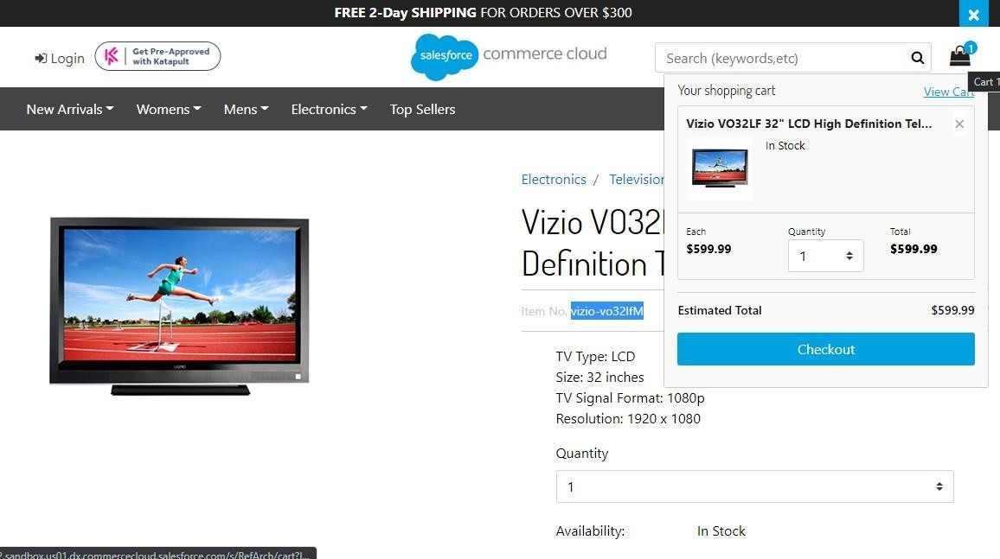 FREE 2-Day SHIPPING FOR ORDERS OVER $300
Login
Get Pre-Approved
with Katapult
salesforce commerce cloud
Search (keywords,etc)
1
Cart 1
New Arrivals
Womens
Mens
Electronics
Top Sellers
Your shopping cart
View Cart
Vizio VO32LF 32" LCD High Definition Tel...
In Stock
Each
Quantity
Total
$599.99
1
$599.99
Estimated Total
$599.99
Checkout
Electronics / Television
Vizio VO32L
Definition T
Item No. vizio-vo32lfM
VIZIO
TV Type: LCD
Size: 32 inches
TV Signal Format: 1080p
Resolution: 1920 x 1080
Quantity
1
Availability:
In Stock
2.sandbox.us01.dx.commercecloud.salesforce.com/s/RefArch/cart?l...